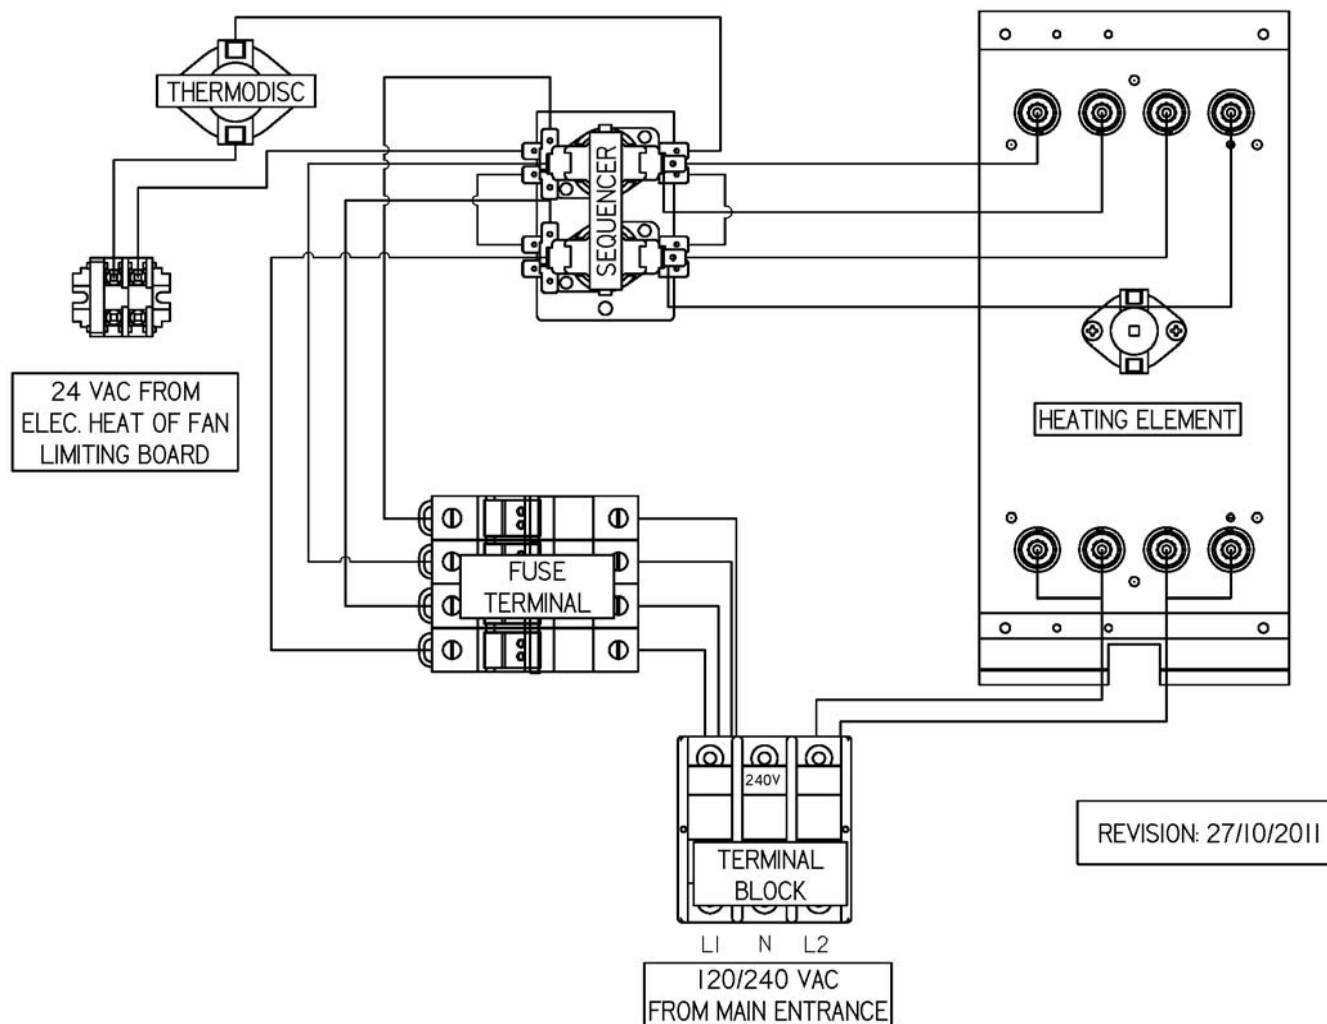 THERMODISC
SEQUENCER
24 VAC FROM
ELEC. HEAT OF FAN
LIMITING BOARD
HEATING ELEMENT
FUSE
TERMINAL
240V
TERMINAL
BLOCK
L1 N L2
120/240 VAC
FROM MAIN ENTRANCE
REVISION: 27/10/2011